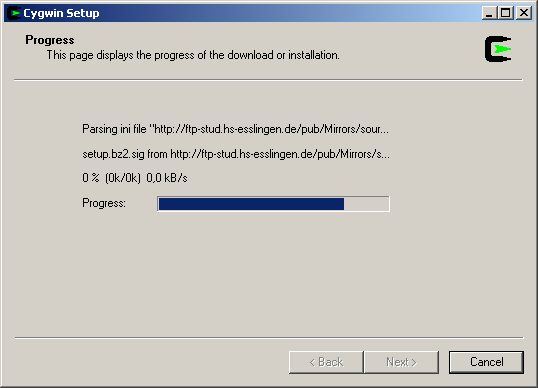 Cygwin Setup
Progress
This page displays the progress of the download or installation.
Parsing ini file "http://ftp-stud.hs-esslingen.de/pub/Mirrors/sour...
setup.bz2.sig from http://ftp-stud.hs-esslingen.de/pub/Mirrors/s...
0 % (0k/0k) 0,0 kB/s
Progress:
< Back Next > Cancel